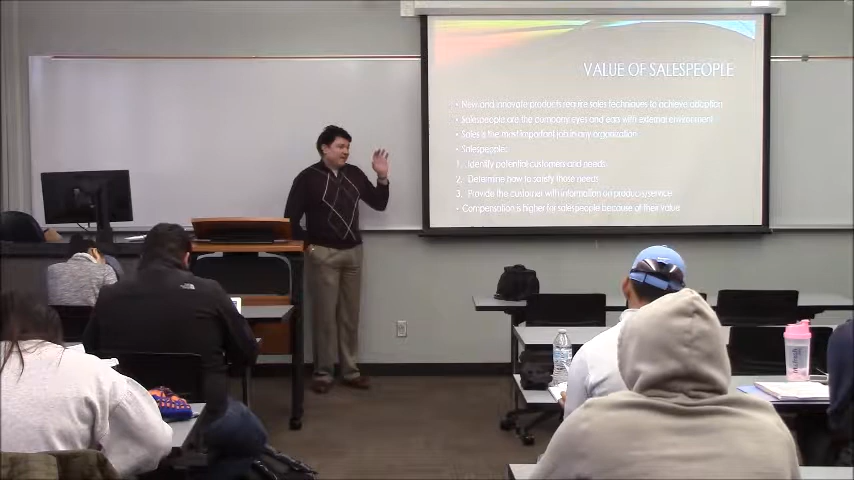 VALUE OF SALESPEOPLE
• New and innovate products require sales techniques to achieve adoption
• Salespeople are the company eyes and ears with external environment
• Sales is the most important job in any organization
• Salespeople:
1. Identify potential customers and needs
2. Determine how to satisfy those needs
3. Provide the customer with information on product/service
• Compensation is higher for salespeople because of their value